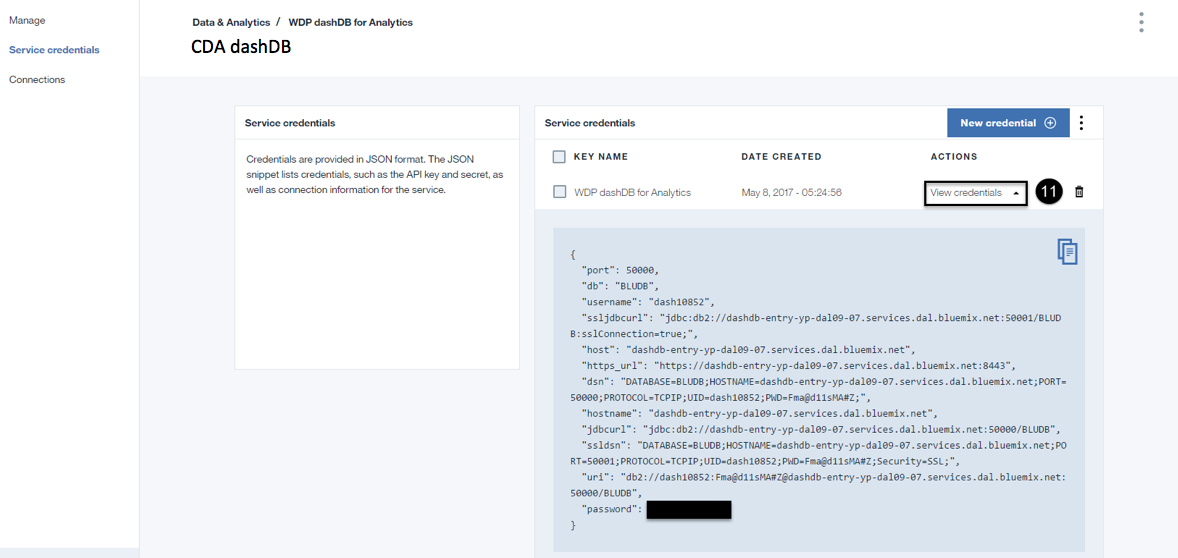 Manage
Service credentials
Connections
Data & Analytics / WDP dashDB for Analytics
CDA dashDB
Service credentials
Credentials are provided in JSON format. The JSON
snippet lists credentials, such as the API key and secret, as
well as connection information for the service.
Service credentials
New credential
KEY NAME DATE CREATED ACTIONS
WDP dashDB for Analytics May 8, 2017 - 05:24:56 View credentials 11
{
"port": 50000,
"db": "BLUDB",
"username": "dash10852",
"ssljdbcurl": "jdbc:db2://dashdb-entry-yp-dal09-07.services.dal.bluemix.net:50001/BLUD
B:sslConnection=true;",
"host": "dashdb-entry-yp-dal09-07.services.dal.bluemix.net",
"https_url": "https://dashdb-entry-yp-dal09-07.services.dal.bluemix.net:8443",
"dsn": "DATABASE=BLUDB;HOSTNAME=dashdb-entry-yp-dal09-07.services.dal.bluemix.net;PORT=
50000;PROTOCOL=TCPIP;UID=dash10852;PWD=Fma@d11sMA#Z;",
"hostname": "dashdb-entry-yp-dal09-07.services.dal.bluemix.net",
"jdbcurl": "jdbc:db2://dashdb-entry-yp-dal09-07.services.dal.bluemix.net:50000/BLUDB",
"ssldsn": "DATABASE=BLUDB;HOSTNAME=dashdb-entry-yp-dal09-07.services.dal.bluemix.net;PO
RT=50001;PROTOCOL=TCPIP;UID=dash10852;PWD=Fma@d11sMA#Z;Security=SSL;",
"uri": "db2://dash10852:Fma@d11sMA#Z@dashdb-entry-yp-dal09-07.services.dal.bluemix.net:
50000/BLUDB",
"password":
}